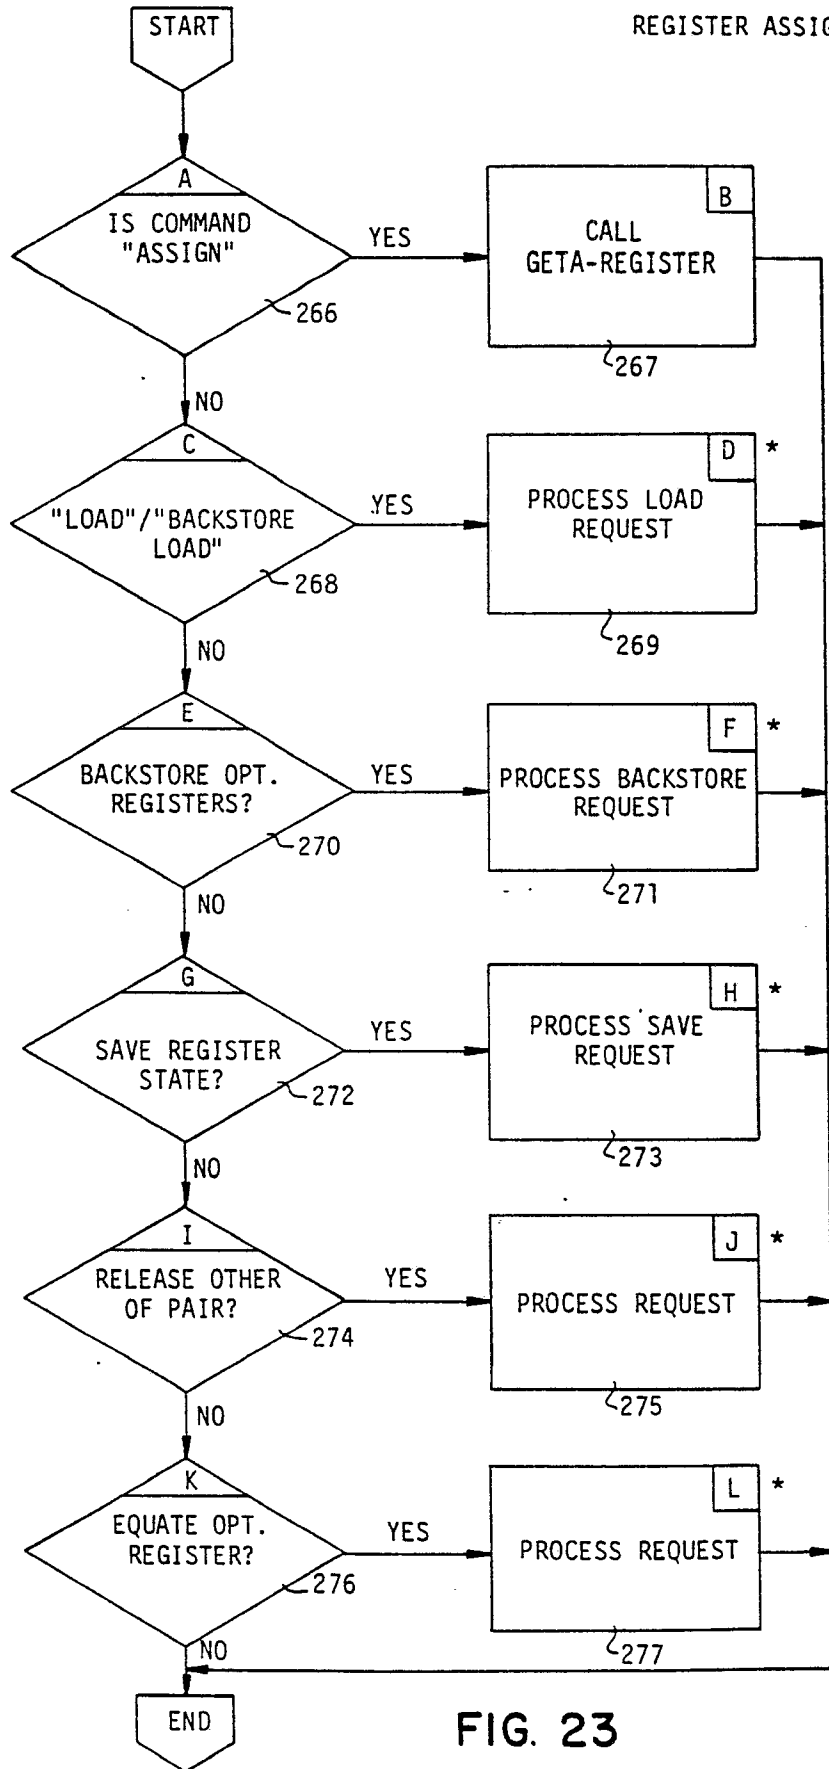 START
REGISTER ASSIG
A
IS COMMAND
"ASSIGN"
266
YES
B
CALL
GETA-REGISTER
267
NO
C
"LOAD"/"BACKSTORE
LOAD"
268
YES
D *
PROCESS LOAD
REQUEST
269
NO
E
BACKSTORE OPT.
REGISTERS?
270
YES
F *
PROCESS BACKSTORE
REQUEST
271
NO
G
SAVE REGISTER
STATE?
272
YES
H *
PROCESS SAVE
REQUEST
273
NO
I
RELEASE OTHER
OF PAIR?
274
YES
J *
PROCESS REQUEST
275
NO
K
EQUATE OPT.
REGISTER?
276
YES
L *
PROCESS REQUEST
277
NO
END
FIG. 23